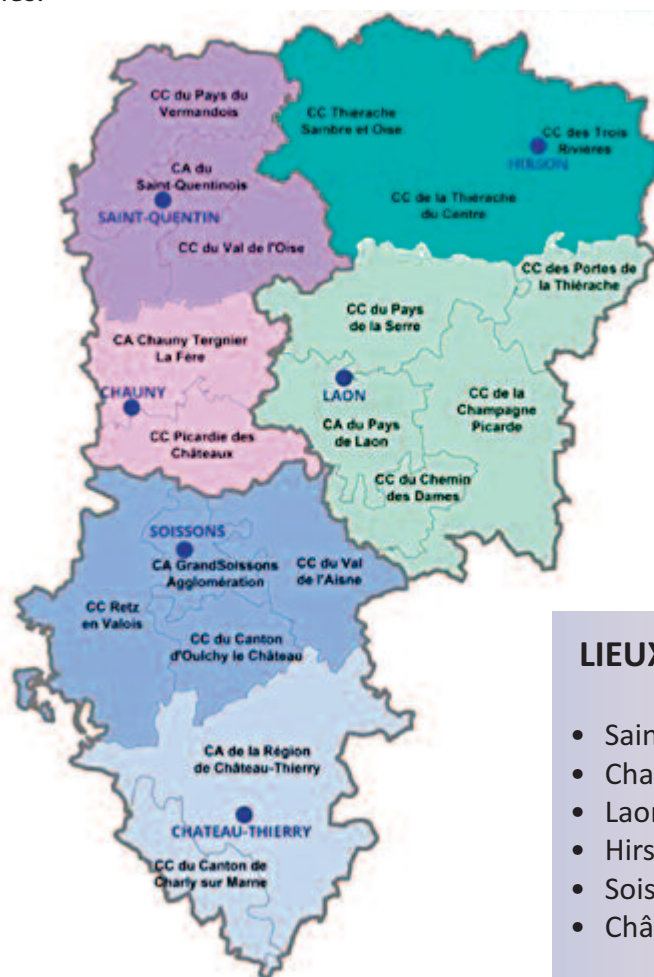 CC du Pays du
Vermandois
CC Thiérache
Sambre et Oise
CC des Trois
Rivières
HIRSON
CA du
Saint-Quentinois
SAINT-QUENTIN
CC de la Thiérache
du Centre
CC du Val de l'Oise
CC des Portes de
la Thiérache
CC du Pays
de la Serre
CA Chauny Tergnier
La Fère
CHAUNY
LAON
CC de la
Champagne
Picarde
CC Picardie des
Châteaux
CA du Pays
de Laon
CC du Chemin
des Dames
SOISSONS
CA GrandSoissons
Agglomération
CC du Val
de l'Aisne
CC Retz
en Valois
CC du Canton
d'Oulchy le Château
LIEUX
• Sain
• Cha
• Laon
• Hirs
• Sois
• Châ
CA de la Région
de Château-Thierry
CHATEAU-THIERRY
CC du Canton de
Charly sur Marne